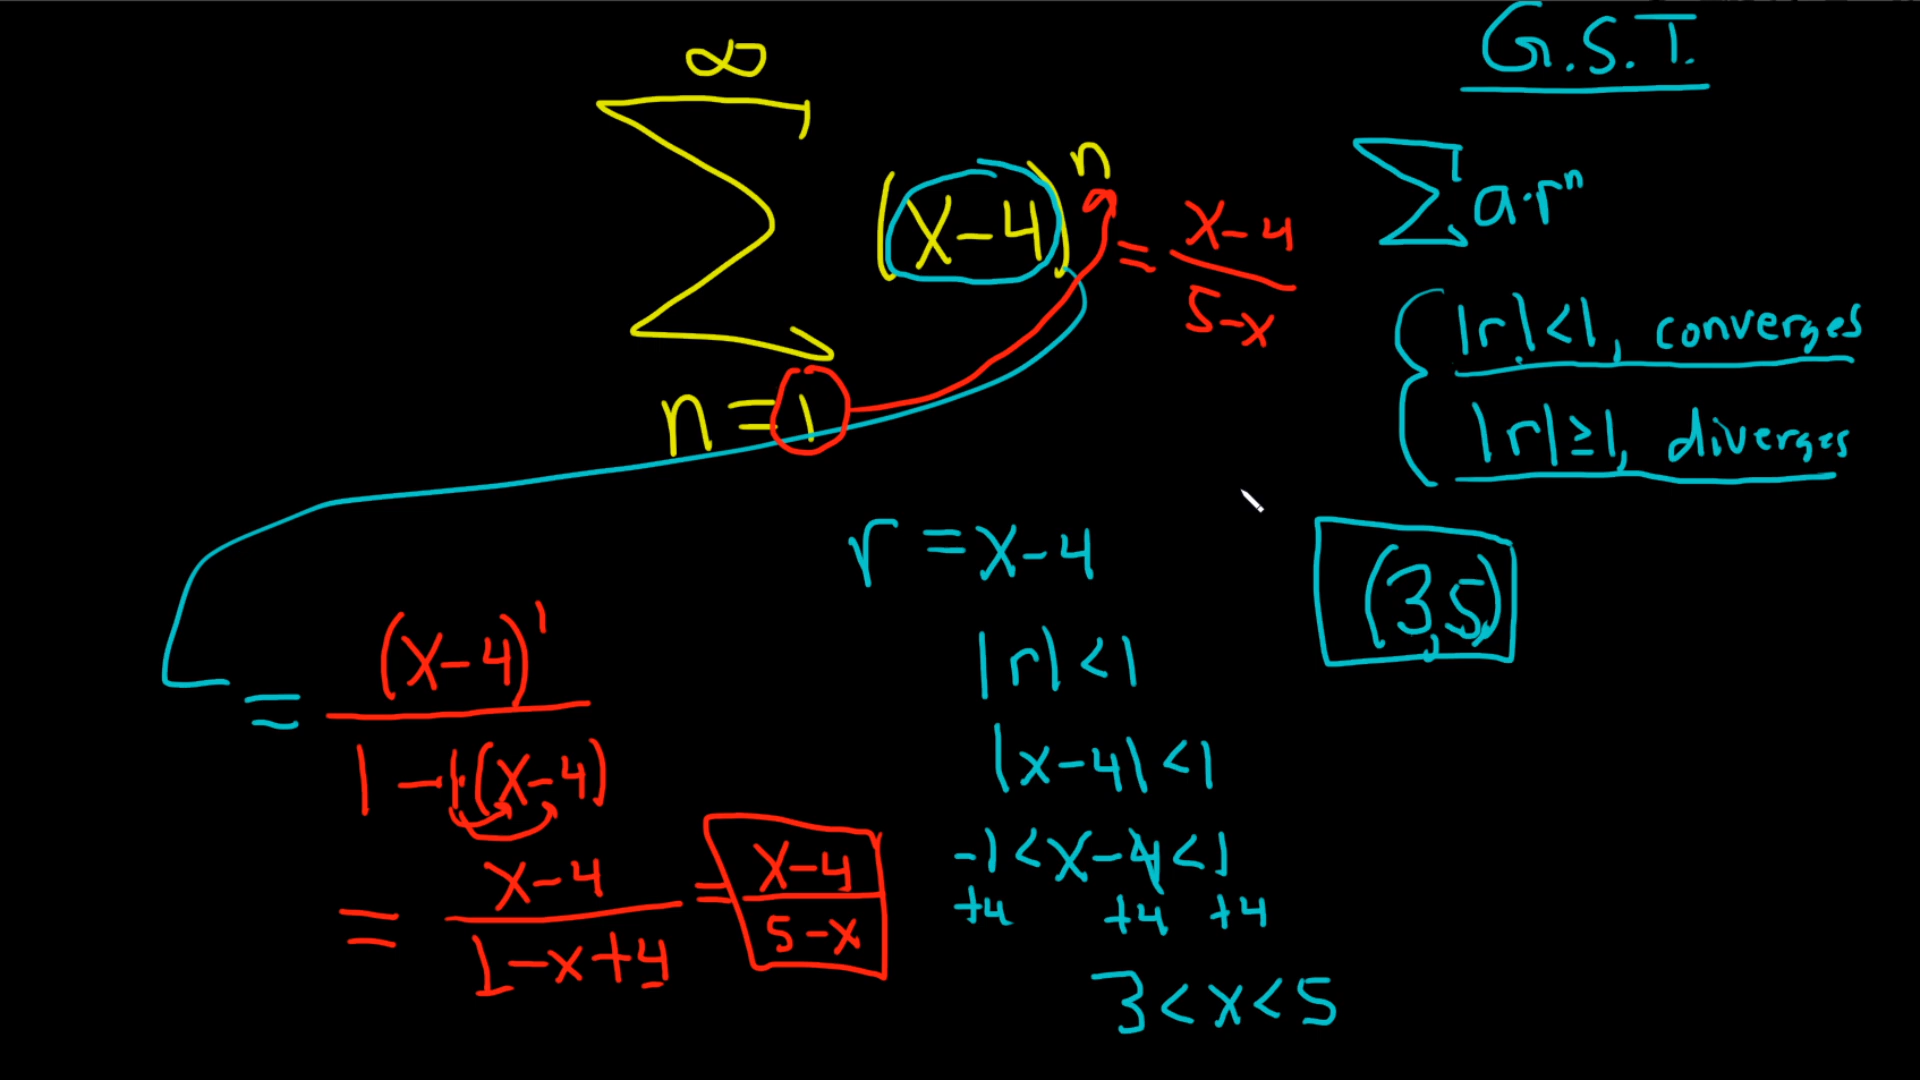 G.S.T.
∞
∑ (x-4)ⁿ = x-4 / 5-x
n = 1
∑ a·rⁿ
|r|<1, converges
|r|≥1, diverges
r = x-4
(3,5)
|r|<1
|x-4|<1
-1<x-4<1
+4 +4 +4
3<x<5
= (x-4)¹ / 1-1(x-4)
= x-4 / 1-x+4 = x-4 / 5-x